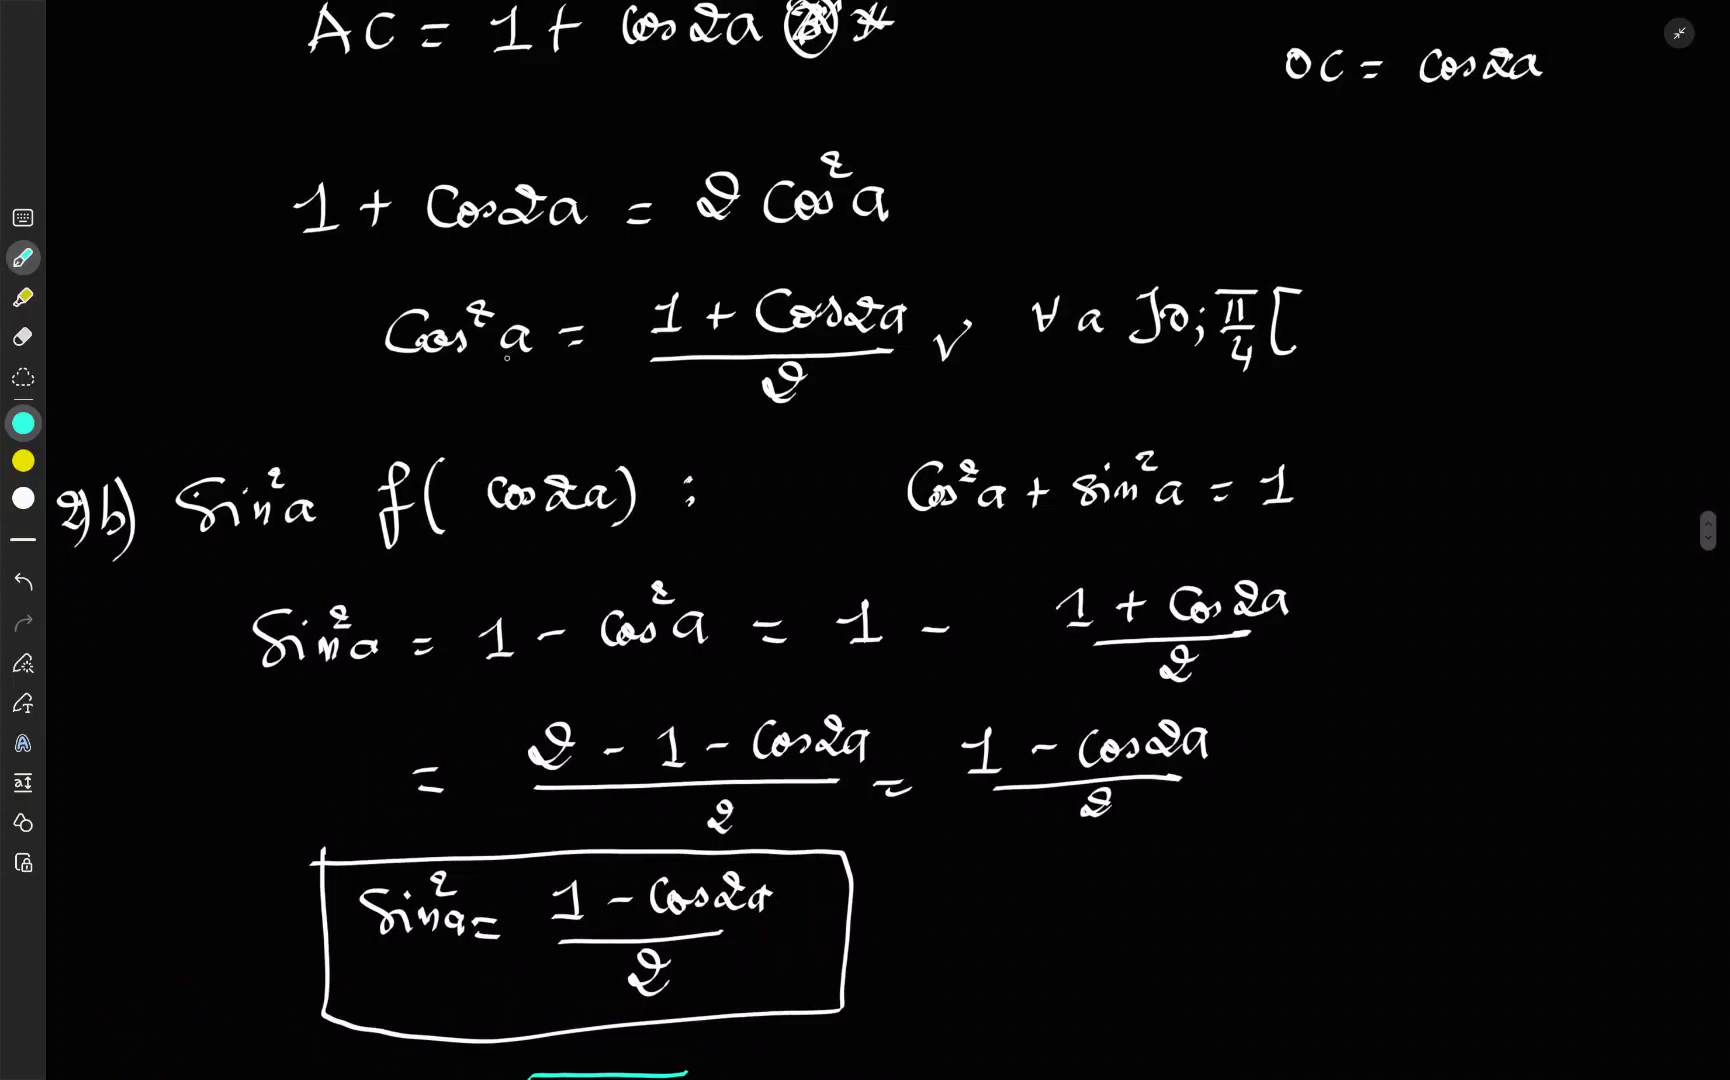 AC = 1 + cos2a
OC = cos2a
1 + Cos2a = 2 Cos²a
Cos²a = (1 + Cos2a)/2 ✓ ∀ a ]0; π/4[
2)b) Sin²a f( cos2a) : Cos²a + sin²a = 1
Sin²a = 1 - cos²a = 1 - (1 + Cos2a)/2
= (2 - 1 - Cos2a)/2 = (1 - Cos2a)/2
Sin²a = (1 - Cos2a)/2